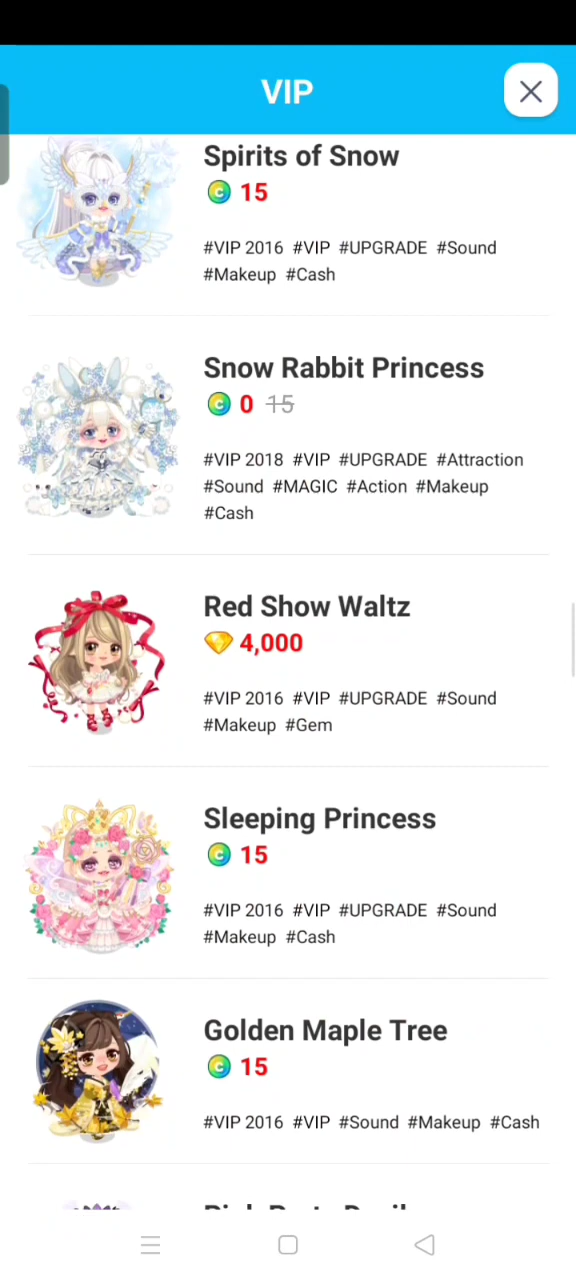 VIP
Spirits of Snow
15
#VIP 2016 #VIP #UPGRADE #Sound
#Makeup #Cash
Snow Rabbit Princess
0 15
#VIP 2018 #VIP #UPGRADE #Attraction
#Sound #MAGIC #Action #Makeup
#Cash
Red Show Waltz
4,000
#VIP 2016 #VIP #UPGRADE #Sound
#Makeup #Gem
Sleeping Princess
15
#VIP 2016 #VIP #UPGRADE #Sound
#Makeup #Cash
Golden Maple Tree
15
#VIP 2016 #VIP #Sound #Makeup #Cash